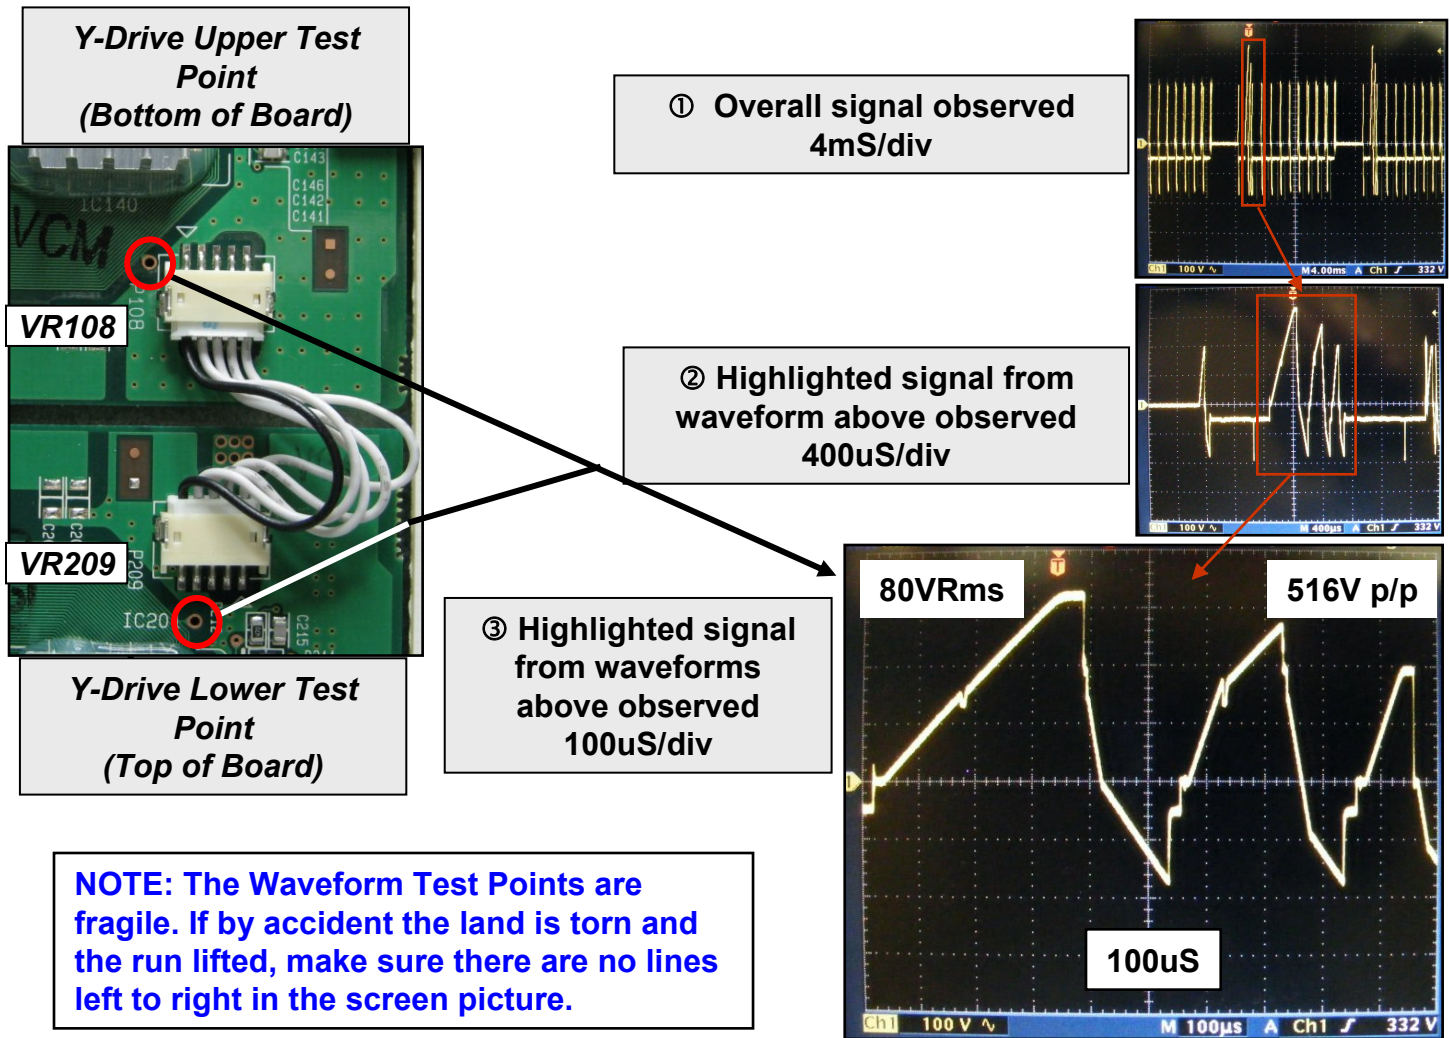 Y-Drive Upper Test
Point
(Bottom of Board)
① Overall signal observed
4mS/div
② Highlighted signal from
waveform above observed
400uS/div
③ Highlighted signal
from waveforms
above observed
100uS/div
C143
C146
C142
C141
IC140
VCM
P108
VR108
VR209
P209
IC20
C215
Y-Drive Lower Test
Point
(Top of Board)
NOTE: The Waveform Test Points are
fragile. If by accident the land is torn and
the run lifted, make sure there are no lines
left to right in the screen picture.
T
1
Ch1 100 V M4.00ms A Ch1 332 V
1
Ch1 100 V M 400µs A Ch1 332 V
80VRms
516V p/p
T
1
100uS
Ch1 100 V M 100µs A Ch1 332 V